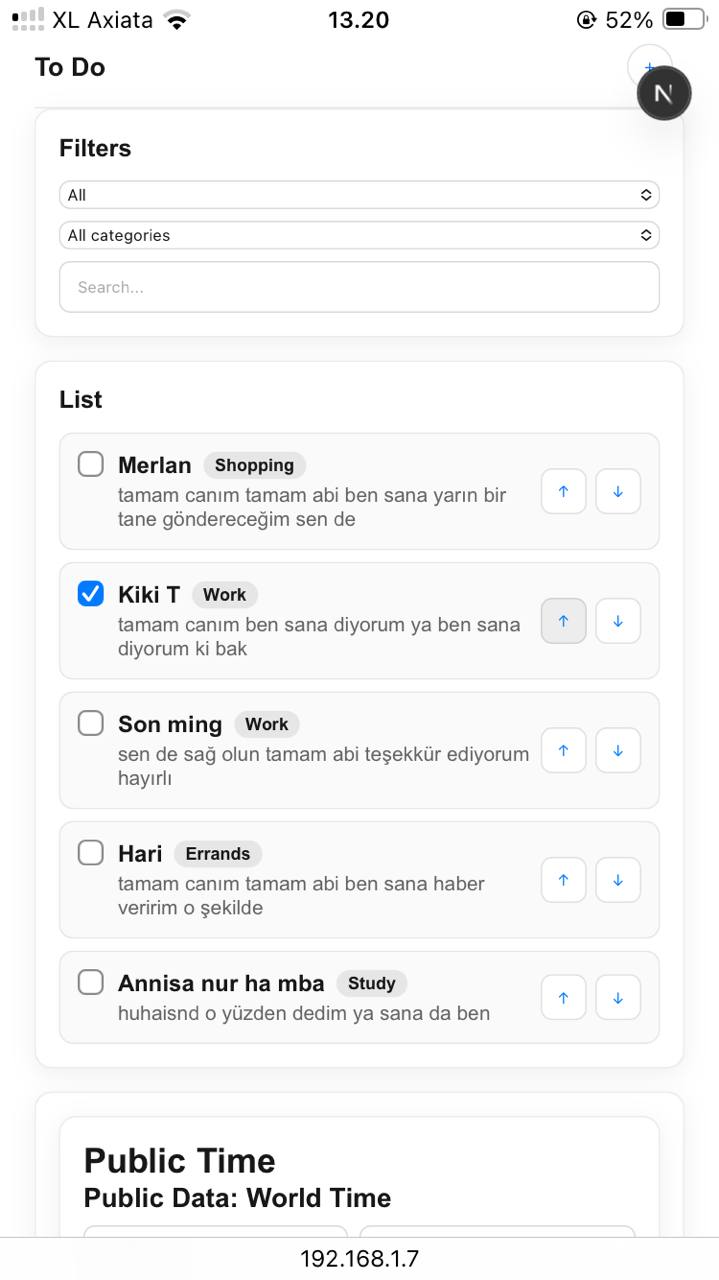 XL Axiata 13.20 52%
To Do
+
N
Filters
All
All categories
Search...
List
Merlan Shopping
tamam canım tamam abi ben sana yarın bir
tane göndereceğim sen de
↑ ↓
Kiki T Work
tamam canım ben sana diyorum ya ben sana
diyorum ki bak
↑ ↓
Son ming Work
sen de sağ olun tamam abi teşekkür ediyorum
hayırlı
↑ ↓
Hari Errands
tamam canım tamam abi ben sana haber
veririm o şekilde
↑ ↓
Annisa nur ha mba Study
huhaisnd o yüzden dedim ya sana da ben
↑ ↓
Public Time
Public Data: World Time
192.168.1.7